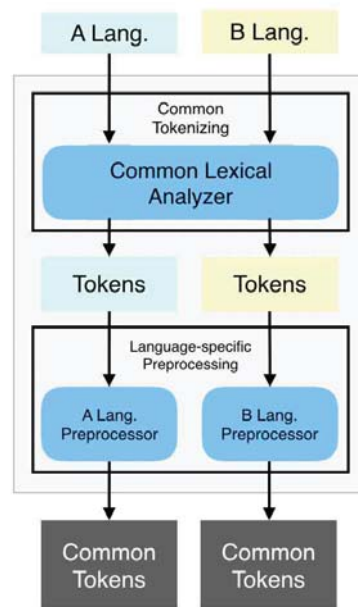 A Lang.
B Lang.
Common
Tokenizing
Common Lexical
Analyzer
Tokens
Tokens
Language-specific
Preprocessing
A Lang.
Preprocessor
B Lang.
Preprocessor
Common
Tokens
Common
Tokens